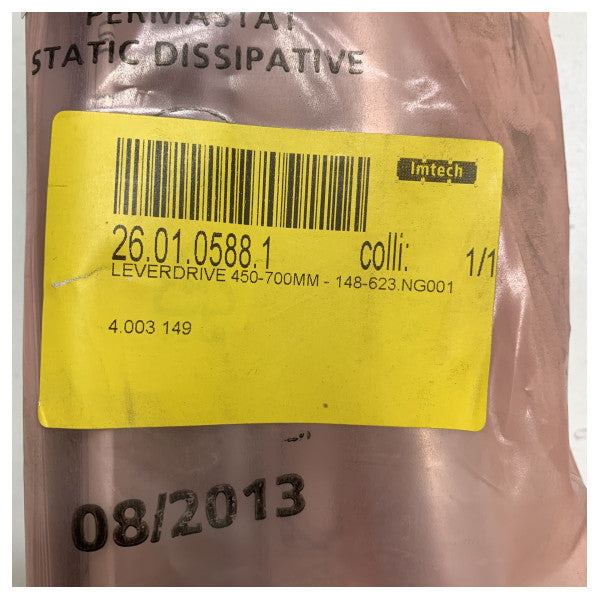 PERMASTAT
STATIC DISSIPATIVE
Imtech
26.01.0588.1 colli: 1/1
LEVERDRIVE 450-700MM - 148-623.NG001
4.003 149
08/2013